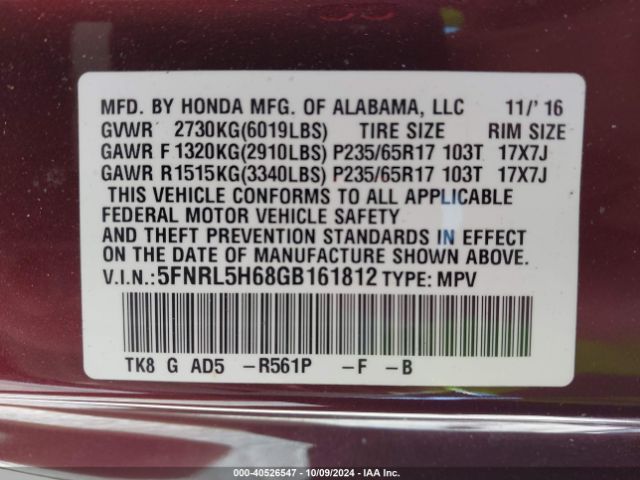 MFD. BY HONDA MFG. OF ALABAMA, LLC 11/' 16
GVWR 2730KG(6019LBS) TIRE SIZE RIM SIZE
GAWR F 1320KG(2910LBS) P235/65R17 103T 17X7J
GAWR R1515KG(3340LBS) P235/65R17 103T 17X7J
THIS VEHICLE CONFORMS TO ALL APPLICABLE
FEDERAL MOTOR VEHICLE SAFETY
AND THEFT PREVENTION STANDARDS IN EFFECT
ON THE DATE OF MANUFACTURE SHOWN ABOVE.
V.I.N.:5FNRL5H68GB161812 TYPE: MPV
TK8 G AD5 –R561P –F –B
000-40526547 - 10/09/2024 - IAA Inc.